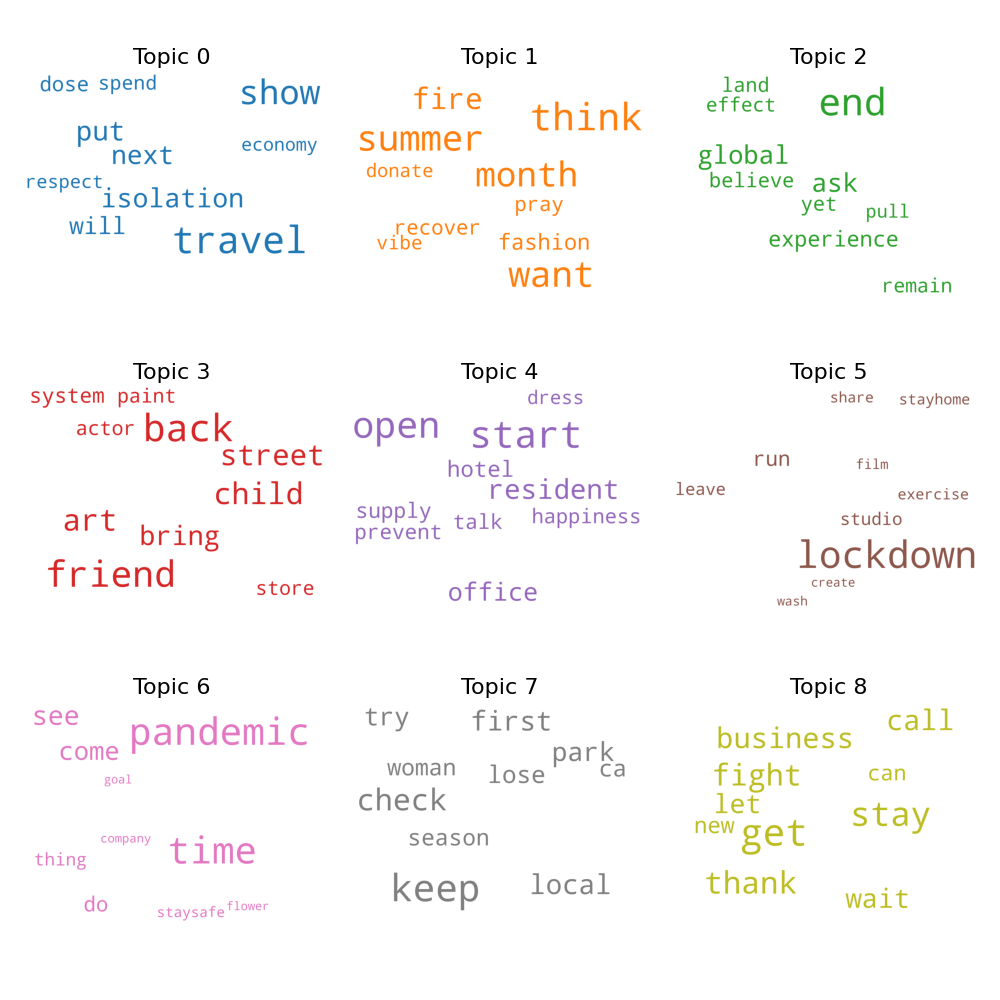 Topic 0
dose spend
show
put
next
economy
respect
isolation
will
travel
Topic 1
fire
think
summer
donate
month
pray
recover
vibe
fashion
want
Topic 2
land
effect
end
global
believe
ask
yet
pull
experience
remain
Topic 3
system paint
actor
back
street
child
art
bring
friend
store
Topic 4
dress
open
start
hotel
resident
supply
talk
happiness
prevent
office
Topic 5
share
stayhome
run
film
leave
exercise
studio
lockdown
create
wash
Topic 6
see
pandemic
come
goal
company
time
thing
do
staysafe
flower
Topic 7
try
first
park
woman
lose
ca
check
season
keep
local
Topic 8
call
business
fight
can
let
stay
new
get
thank
wait